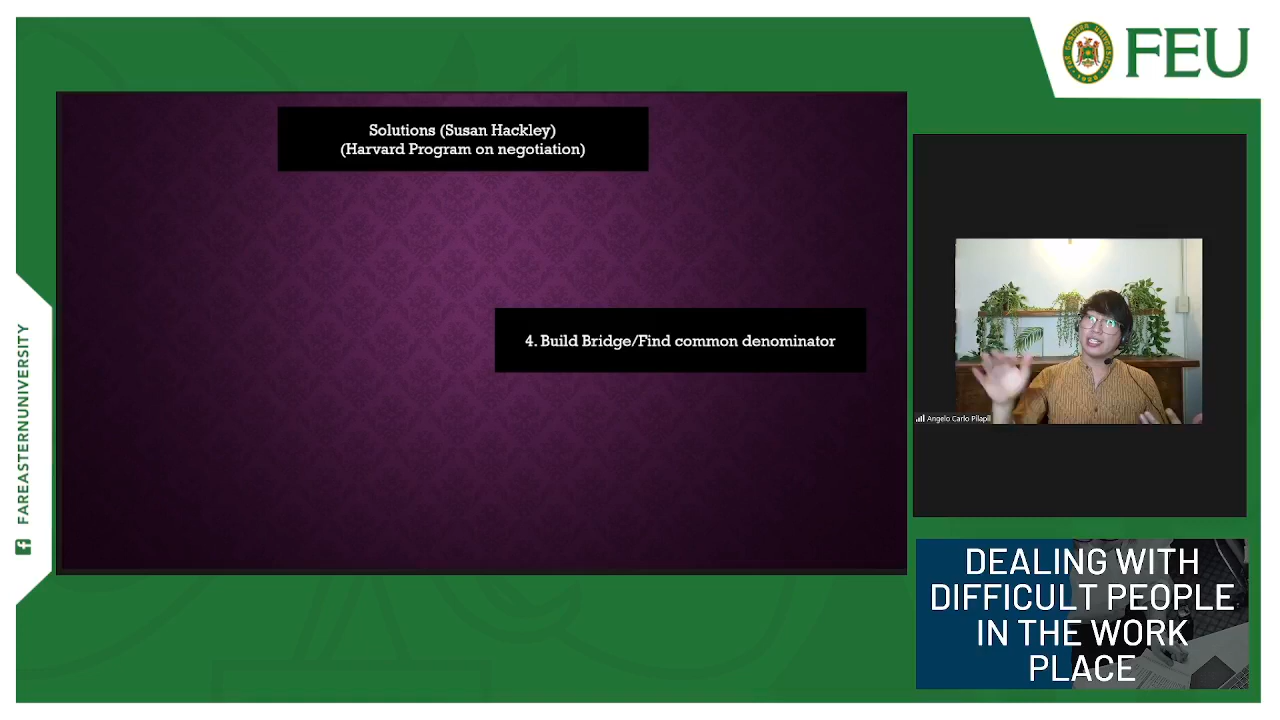 FEU
Solutions (Susan Hackley)
(Harvard Program on negotiation)
4. Build Bridge/Find common denominator
Angelo Carlo Pilapil
FAREASTERNUNIVERSITY
DEALING WITH
DIFFICULT PEOPLE
IN THE WORK
PLACE